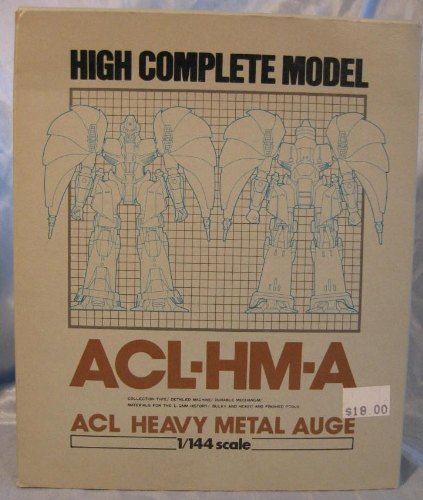 HIGH COMPLETE MODEL
ACL-HM-A
COLLECTION TYPE/ DETAILED MACHINE/ DURABLE MECHANISM/
MATERIALS FOR THE L. GAIM HISTORY/ BULKY AND HEAVY AND FINISHED
$18.00
ACL HEAVY METAL AUGE
1/144 scale